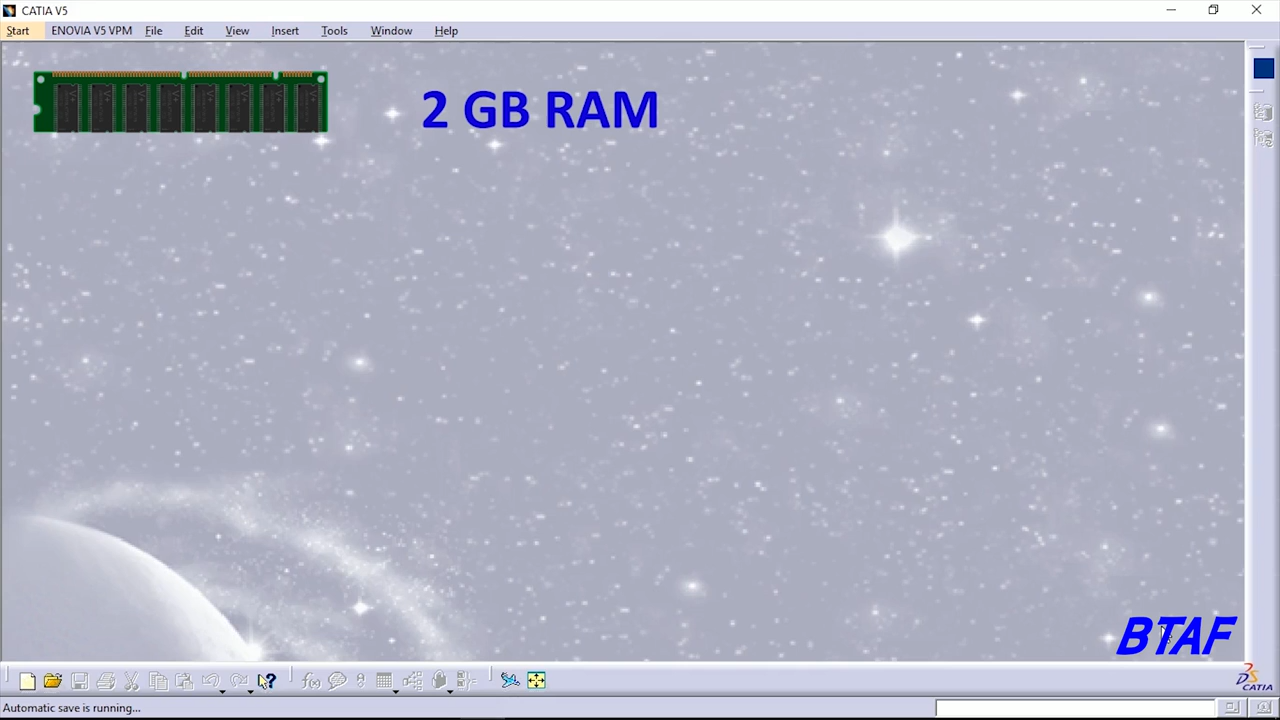 CATIA V5
Start ENOVIA V5 VPM File Edit View Insert Tools Window Help
2 GB RAM
BTAF
CATIA
Automatic save is running...